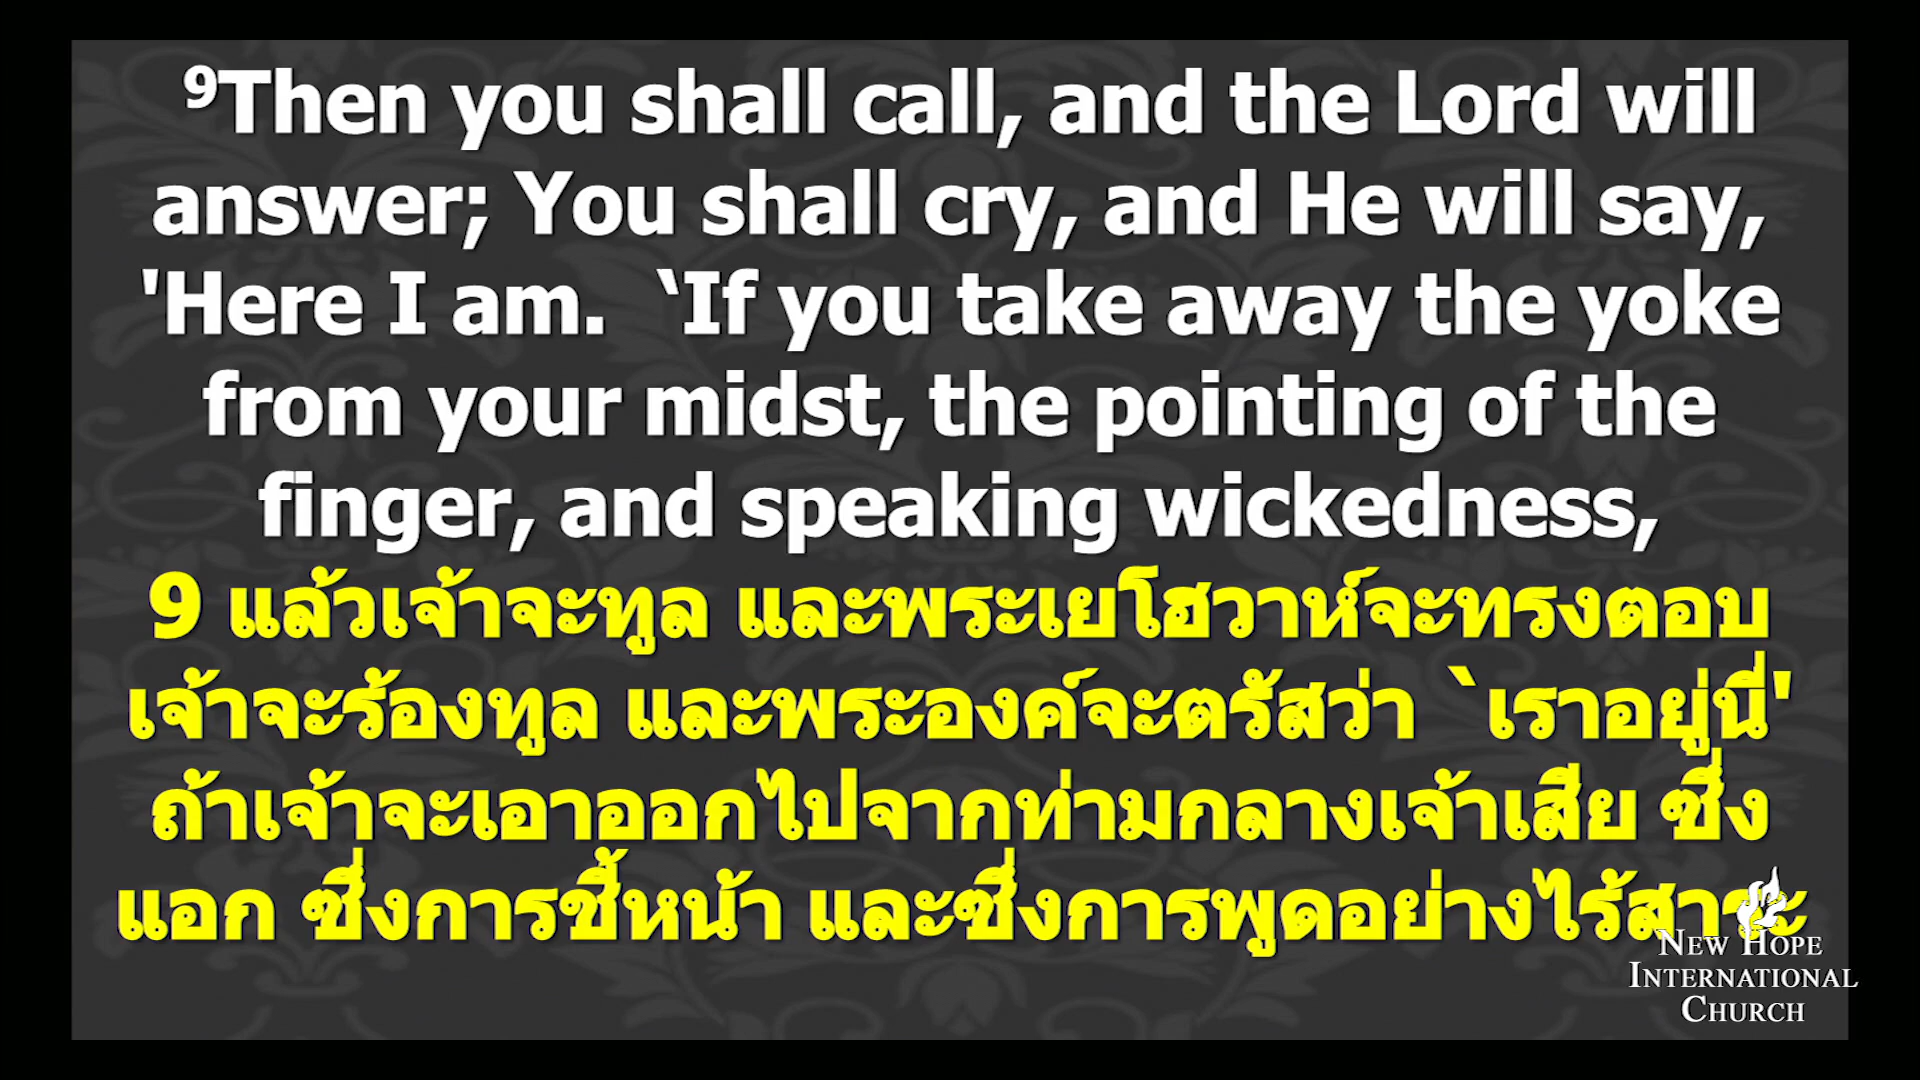 ⁹Then you shall call, and the Lord will
answer; You shall cry, and He will say,
'Here I am.  ‘If you take away the yoke
from your midst, the pointing of the
finger, and speaking wickedness,
9 แล้วเจ้าจะทูล และพระเยโฮวาห์จะทรงตอบ
เจ้าจะร้องทูล และพระองค์จะตรัสว่า `เราอยู่นี่'
ถ้าเจ้าจะเอาออกไปจากท่ามกลางเจ้าเสีย ซึ่ง
แอก ซึ่งการชี้หน้า และซึ่งการพูดอย่างไร้สาระ
NEW HOPE
INTERNATIONAL
CHURCH